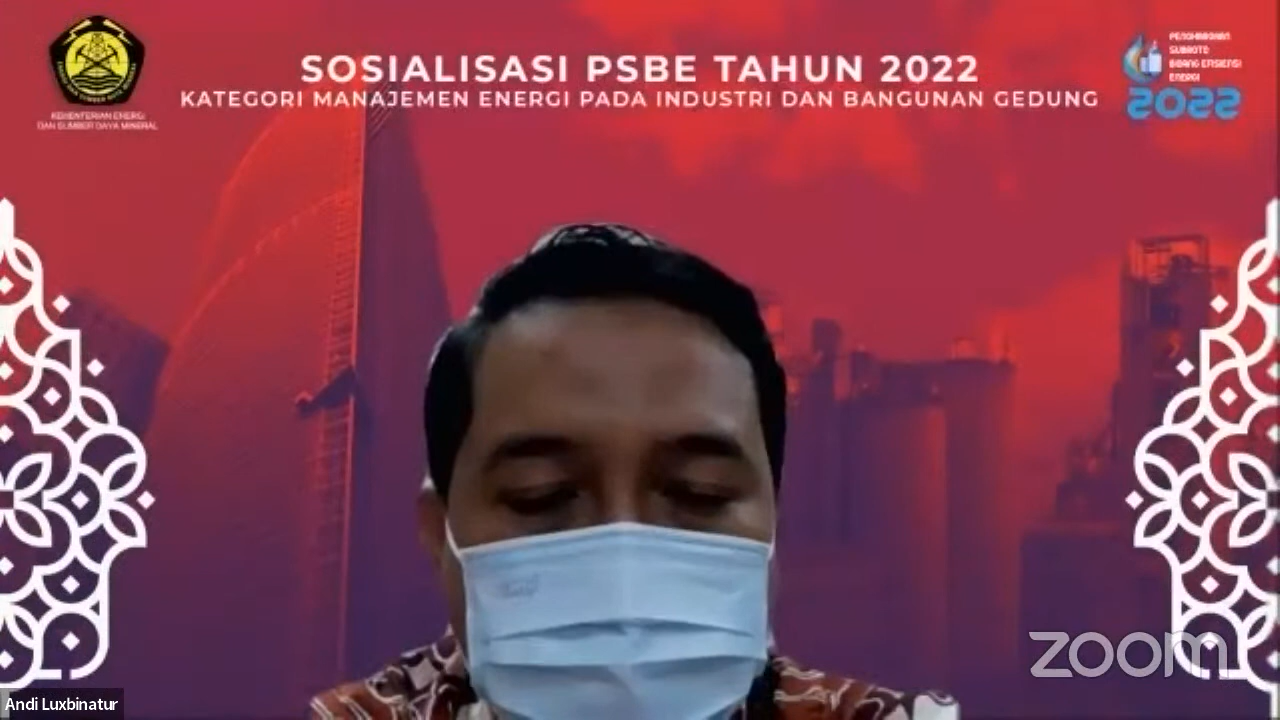 SOSIALISASI PSBE TAHUN 2022
KATEGORI MANAJEMEN ENERGI PADA INDUSTRI DAN BANGUNAN GEDUNG
KEMENTERIAN ENERGI
DAN SUMBER DAYA MINERAL
PENGHARGAAN
SUBROTO
BIDANG EFISIENSI
ENERGI
2022
zoom
Andi Luxbinatur